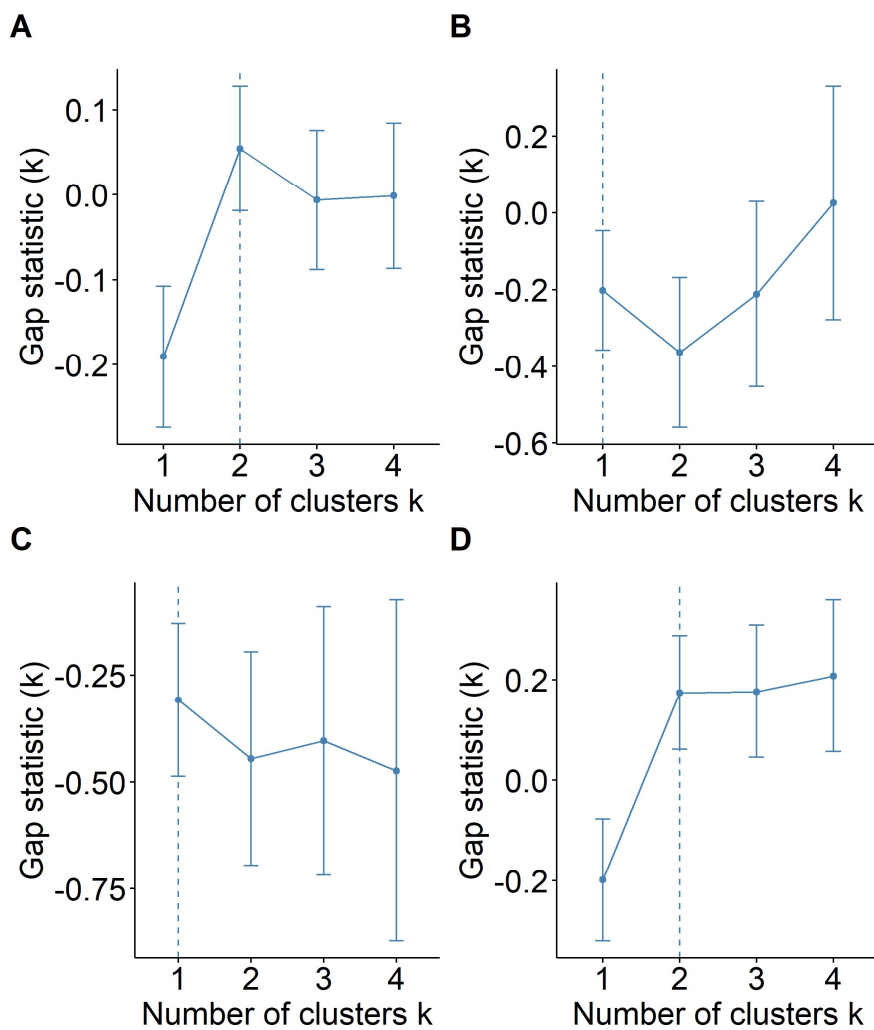 A
Gap statistic (k)
0.1
0.0
-0.1
-0.2
1 2 3 4
Number of clusters k
B
Gap statistic (k)
0.2
0.0
-0.2
-0.4
-0.6
1 2 3 4
Number of clusters k
C
Gap statistic (k)
-0.25
-0.50
-0.75
1 2 3 4
Number of clusters k
D
Gap statistic (k)
0.2
0.0
-0.2
1 2 3 4
Number of clusters k